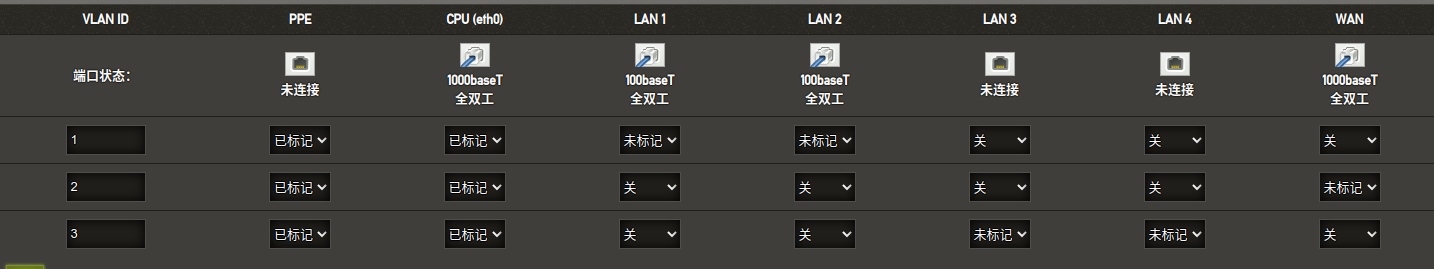 VLAN ID PPE CPU (eth0) LAN 1 LAN 2 LAN 3 LAN 4 WAN
端口状态： 未连接 1000baseT 全双工 100baseT 全双工 100baseT 全双工 未连接 未连接 1000baseT 全双工
1 已标记 已标记 未标记 未标记 关 关 关
2 已标记 已标记 关 关 关 关 未标记
3 已标记 已标记 关 关 未标记 未标记 关